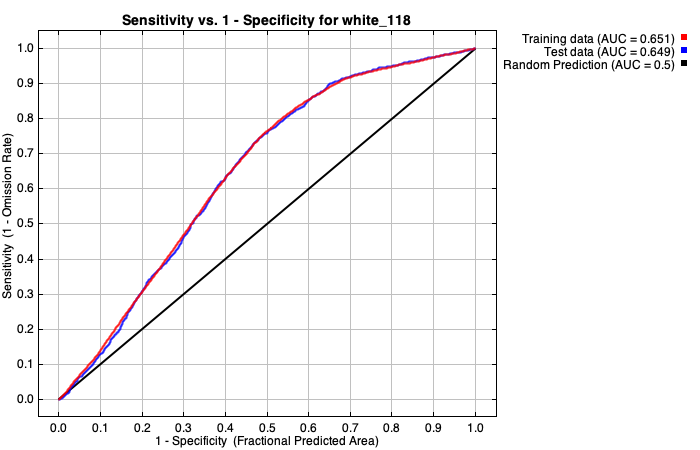 Sensitivity vs. 1 - Specificity for white_118
Training data (AUC = 0.651)
Test data (AUC = 0.649)
Random Prediction (AUC = 0.5)
Sensitivity (1 - Omission Rate)
1.0
0.9
0.8
0.7
0.6
0.5
0.4
0.3
0.2
0.1
0.0
0.0 0.1 0.2 0.3 0.4 0.5 0.6 0.7 0.8 0.9 1.0
1 - Specificity (Fractional Predicted Area)